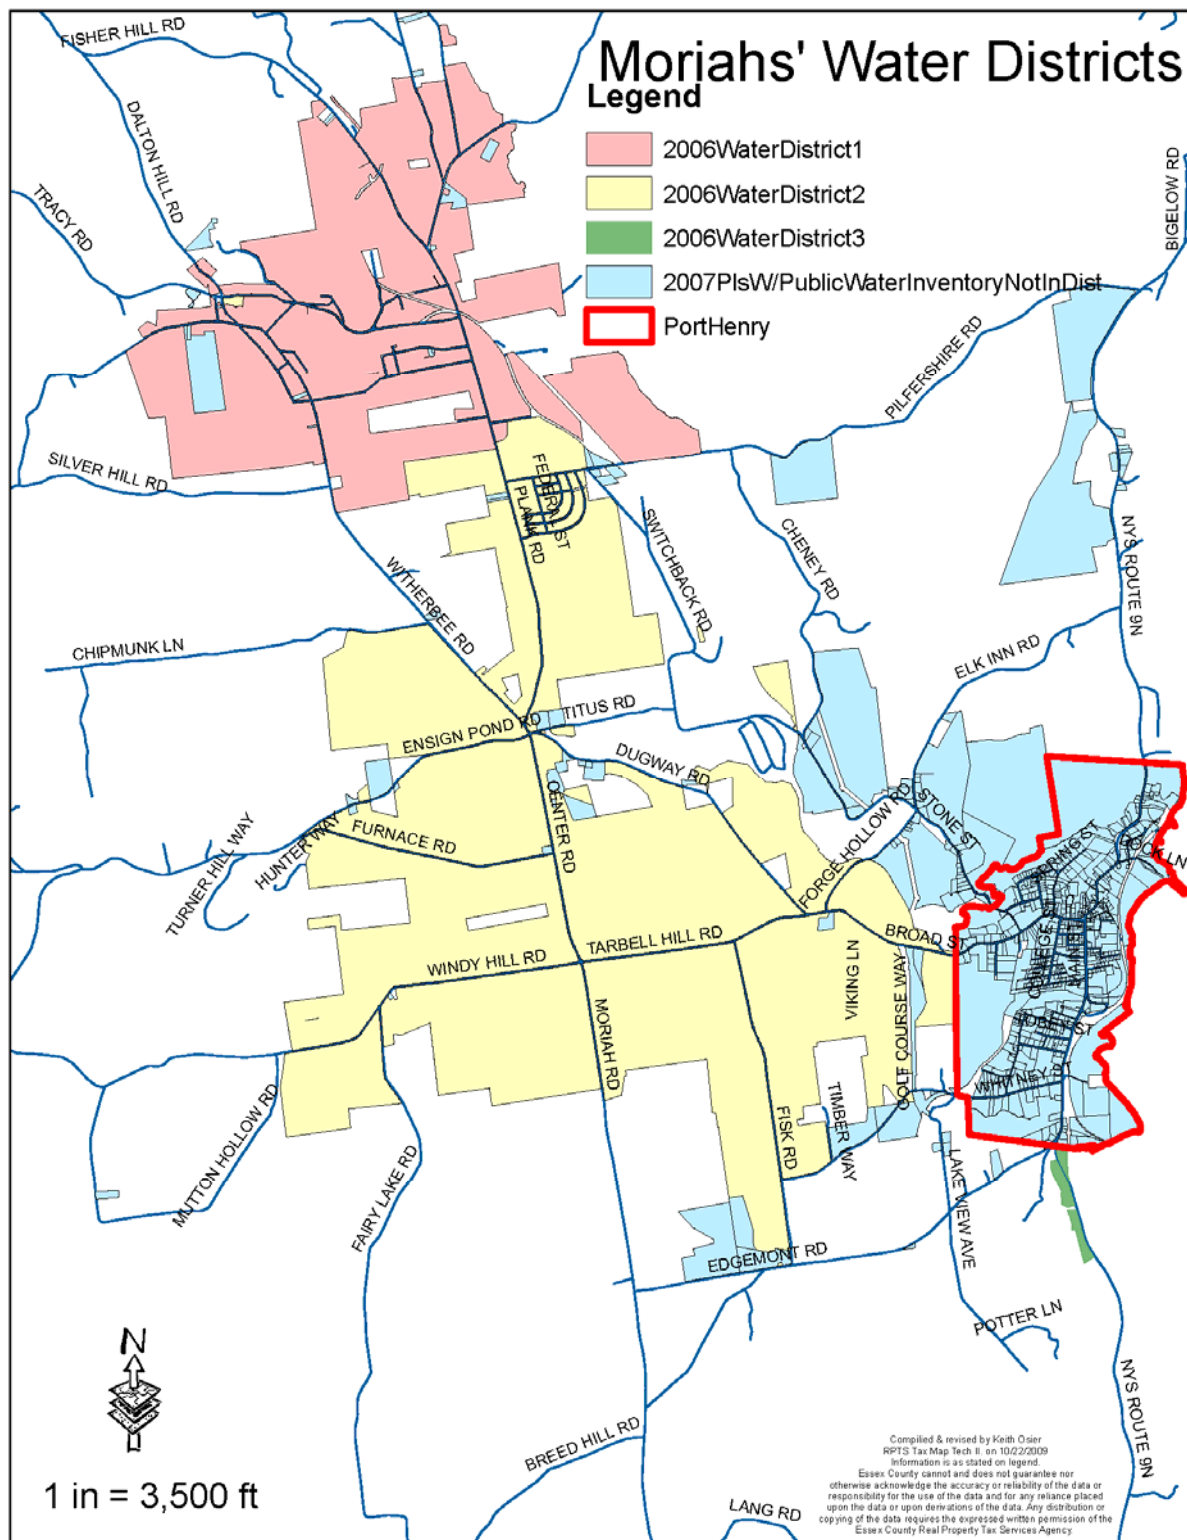 Moriahs' Water Districts
Legend
2006WaterDistrict1
2006WaterDistrict2
2006WaterDistrict3
2007PlsW/PublicWaterInventoryNotInDist
PortHenry
FISHER HILL RD
DALTON HILL RD
TRACY RD
BIGELOW RD
PILFERSHIRE RD
SILVER HILL RD
FEDERAL ST
PLANK RD
SWITCHBACK RD
CHENEY RD
NYS ROUTE 9N
WITHERBEE RD
CHIPMUNK LN
ELK INN RD
ENSIGN POND RD
TITUS RD
DUGWAY RD
CENTER RD
STONE ST
FORGE HOLLOW RD
TURNER HILL WAY
HUNTER WAY
FURNACE RD
SPRING ST
DOCK LN
BROAD ST
COLLEGE ST
MAIN ST
TARBELL HILL RD
WINDY HILL RD
VIKING LN
GOLF COURSE WAY
MORIAH RD
WHITNEY ST
TIMBER WAY
FISK RD
MUTTON HOLLOW RD
FAIRY LAKE RD
LAKE VIEW AVE
EDGEMONT RD
POTTER LN
NYS ROUTE 9N
BREED HILL RD
LANG RD
N
1 in = 3,500 ft
Compilied & revised by Keith Osier
RPTS Tax Map Tech II. on 10/22/2009
Information is as stated on legend.
Essex County cannot and does not guarantee nor
otherwise acknowledge the accuracy or reliability of the data or
responsibility for the use of the data and for any reliance placed
upon the data or upon derivations of the data. Any distribution or
copying of the data requires the expressed written permission of the
Essex County Real Property Tax Services Agency